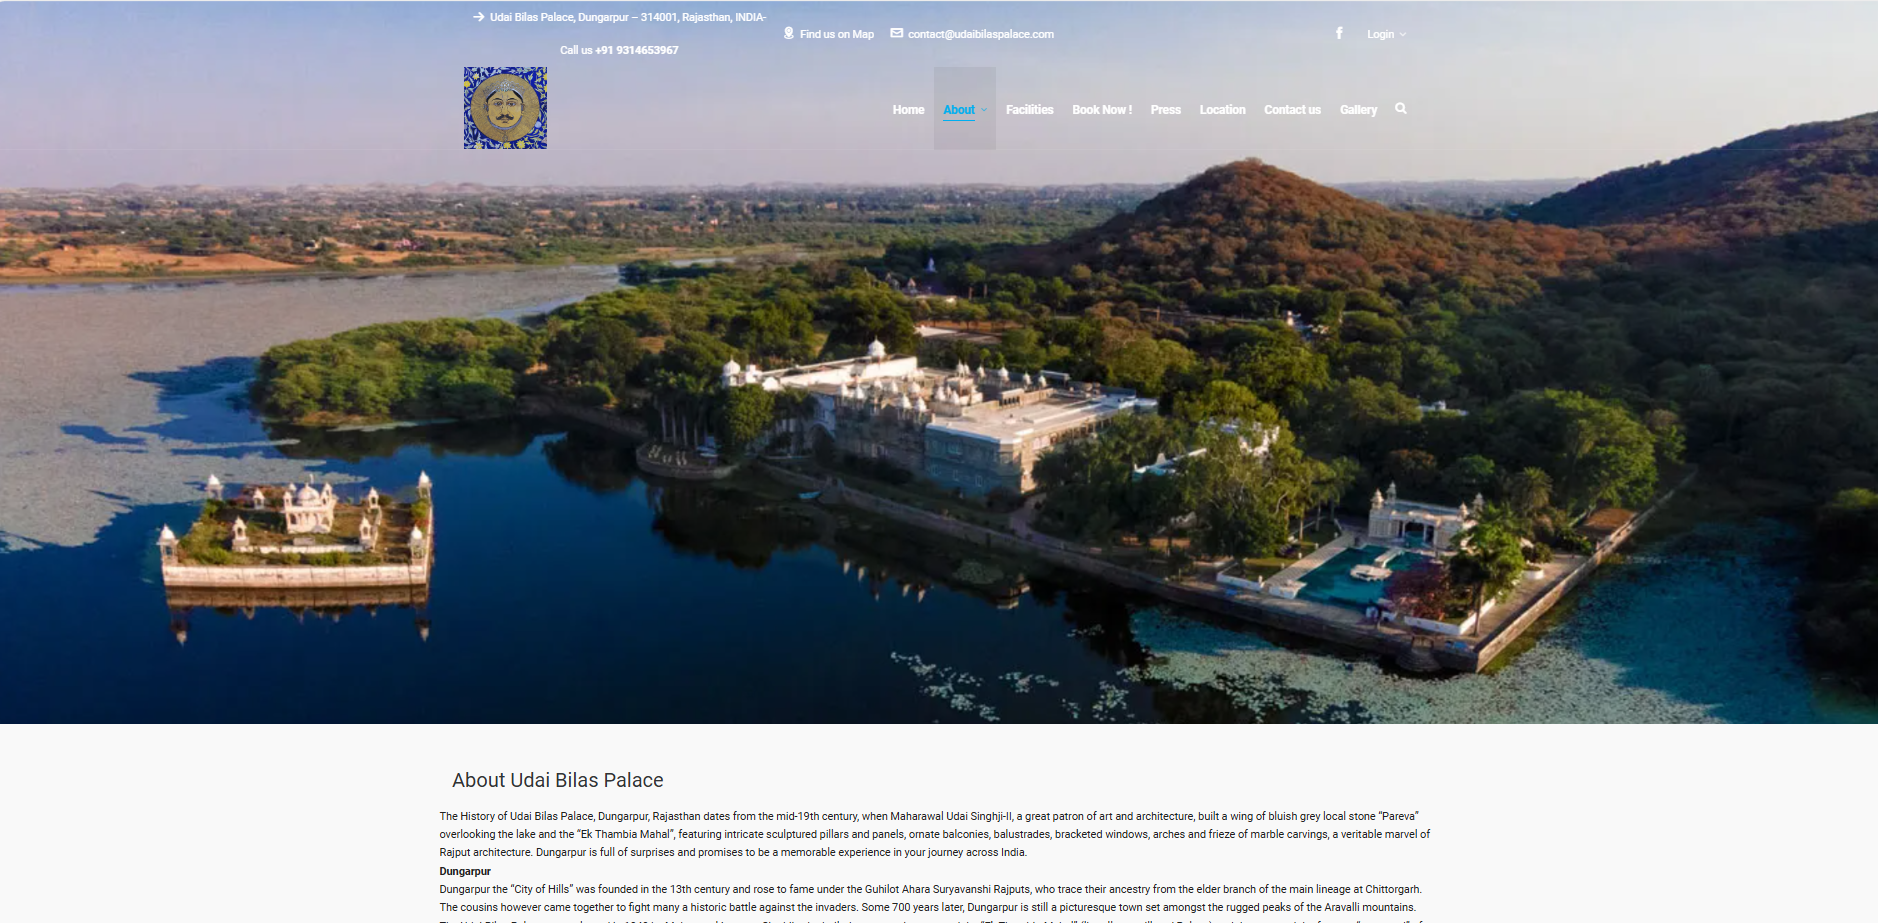 Udai Bilas Palace, Dungarpur – 314001, Rajasthan, INDIA-
Call us +91 9314653967
Find us on Map
contact@udaibilaspalace.com
Login
Home About Facilities Book Now ! Press Location Contact us Gallery
About Udai Bilas Palace
The History of Udai Bilas Palace, Dungarpur, Rajasthan dates from the mid-19th century, when Maharawal Udai Singhji-II, a great patron of art and architecture, built a wing of bluish grey local stone “Pareva”
overlooking the lake and the “Ek Thambia Mahal”, featuring intricate sculptured pillars and panels, ornate balconies, balustrades, bracketed windows, arches and frieze of marble carvings, a veritable marvel of
Rajput architecture. Dungarpur is full of surprises and promises to be a memorable experience in your journey across India.
Dungarpur
Dungarpur the “City of Hills” was founded in the 13th century and rose to fame under the Guhilot Ahara Suryavanshi Rajputs, who trace their ancestry from the elder branch of the main lineage at Chittorgarh.
The cousins however came together to fight many a historic battle against the invaders. Some 700 years later, Dungarpur is still a picturesque town set amongst the rugged peaks of the Aravalli mountains.